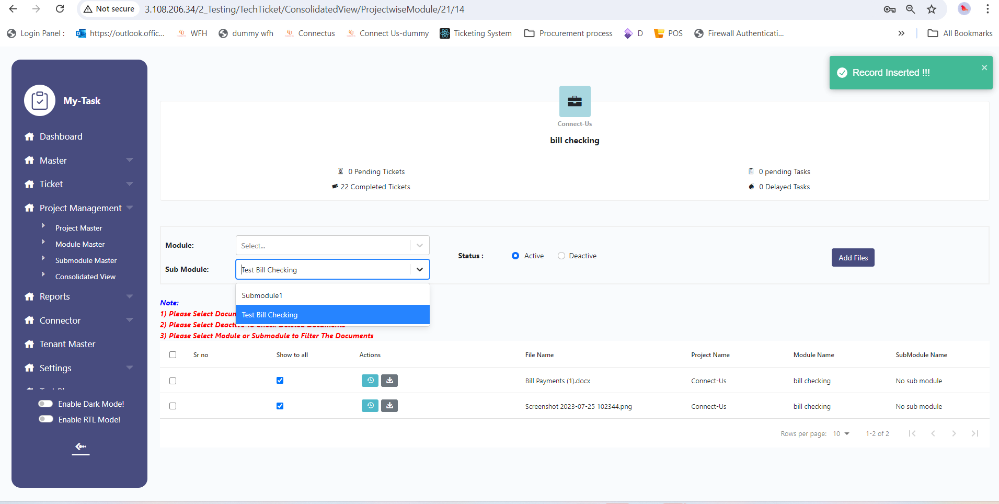 Not secure 3.108.206.34/2_Testing/TechTicket/ConsolidatedView/ProjectwiseModule/21/14
Login Panel : https://outlook.offic... WFH dummy wfh Connectus Connect Us-dummy Ticketing System Procurement process D POS Firewall Authenticati... » All Bookmarks
Record Inserted !!!
My-Task
Dashboard
Master
Ticket
Project Management
Project Master
Module Master
Submodule Master
Consolidated View
Reports
Connector
Tenant Master
Settings
Enable Dark Mode!
Enable RTL Mode!
Connect-Us
bill checking
0 Pending Tickets
22 Completed Tickets
0 pending Tasks
0 Delayed Tasks
Module: Select...
Sub Module: Test Bill Checking
Status : Active Deactive
Add Files
Submodule1
Test Bill Checking
Note:
1) Please Select
2) Please Select
3) Please Select Module or Submodule to Filter The Documents
Sr no Show to all Actions File Name Project Name Module Name SubModule Name
Bill Payments (1).docx Connect-Us bill checking No sub module
Screenshot 2023-07-25 102344.png Connect-Us bill checking No sub module
Rows per page: 10 1-2 of 2